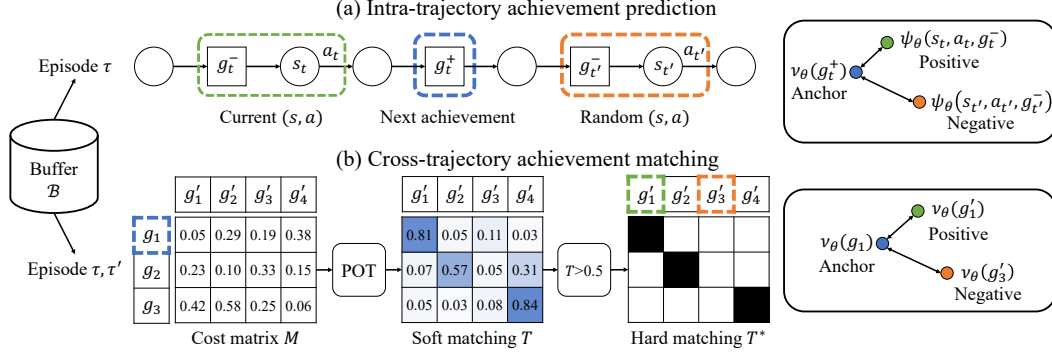 (a) Intra-trajectory achievement prediction
Episode τ
g_t^- s_t a_t g_t^+ g_{t'}^- s_{t'} a_{t'}
Current (s, a) Next achievement Random (s, a)
ψ_θ(s_t, a_t, g_t^-)
Positive
ν_θ(g_t^+)
Anchor
ψ_θ(s_{t'}, a_{t'}, g_{t'}^-)
Negative
Buffer
B
Episode τ, τ′
(b) Cross-trajectory achievement matching
g′_1 g′_2 g′_3 g′_4
g_1 0.05 0.29 0.19 0.38
g_2 0.23 0.10 0.33 0.15
g_3 0.42 0.58 0.25 0.06
Cost matrix M
POT
g′_1 g′_2 g′_3 g′_4
0.81 0.05 0.11 0.03
0.07 0.57 0.05 0.31
0.05 0.03 0.08 0.84
Soft matching T
T>0.5
g′_1 g′_2 g′_3 g′_4
Hard matching T*
ν_θ(g′_1)
Positive
ν_θ(g_1)
Anchor
ν_θ(g′_3)
Negative